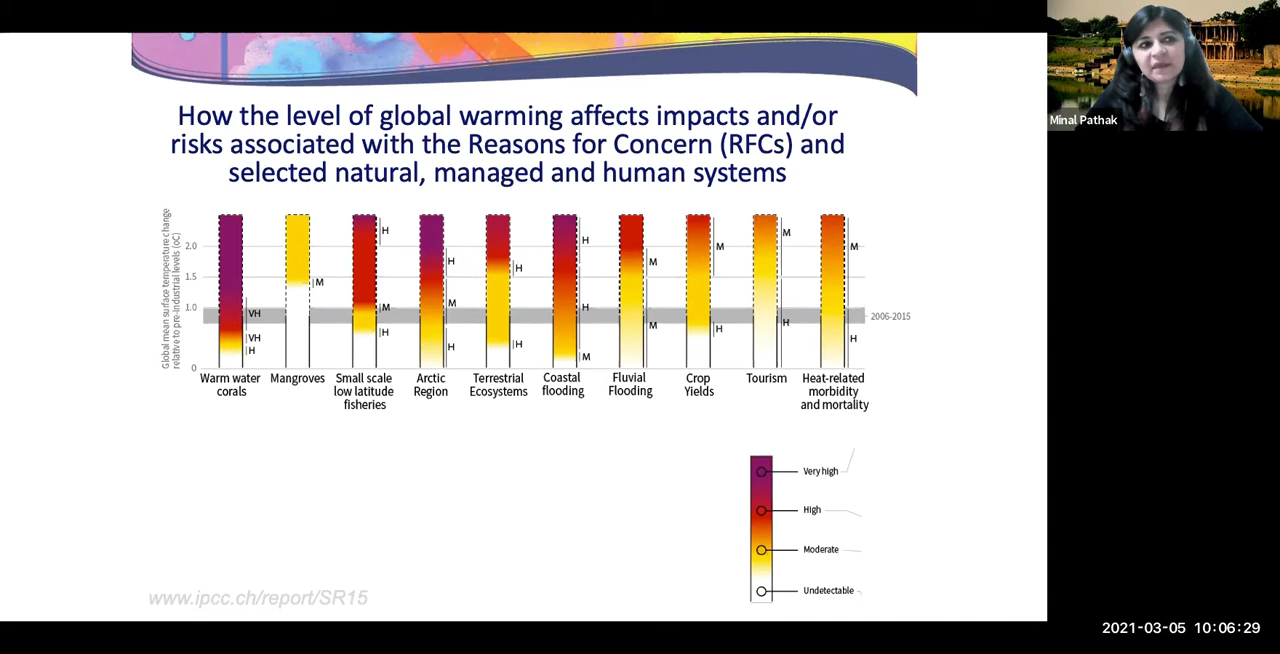 Minal Pathak
How the level of global warming affects impacts and/or
risks associated with the Reasons for Concern (RFCs) and
selected natural, managed and human systems
Global mean surface temperature change
relative to pre-industrial levels (oC)
2.0
1.5
1.0
0
2006-2015
VH
VH
H
M
H
M
H
H
M
H
H
H
H
H
M
M
M
M
H
M
H
M
H
Warm water
corals
Mangroves
Small scale
low latitude
fisheries
Arctic
Region
Terrestrial
Ecosystems
Coastal
flooding
Fluvial
Flooding
Crop
Yields
Tourism
Heat-related
morbidity
and mortality
Very high
High
Moderate
Undetectable
www.ipcc.ch/report/SR15
2021-03-05 10:06:29